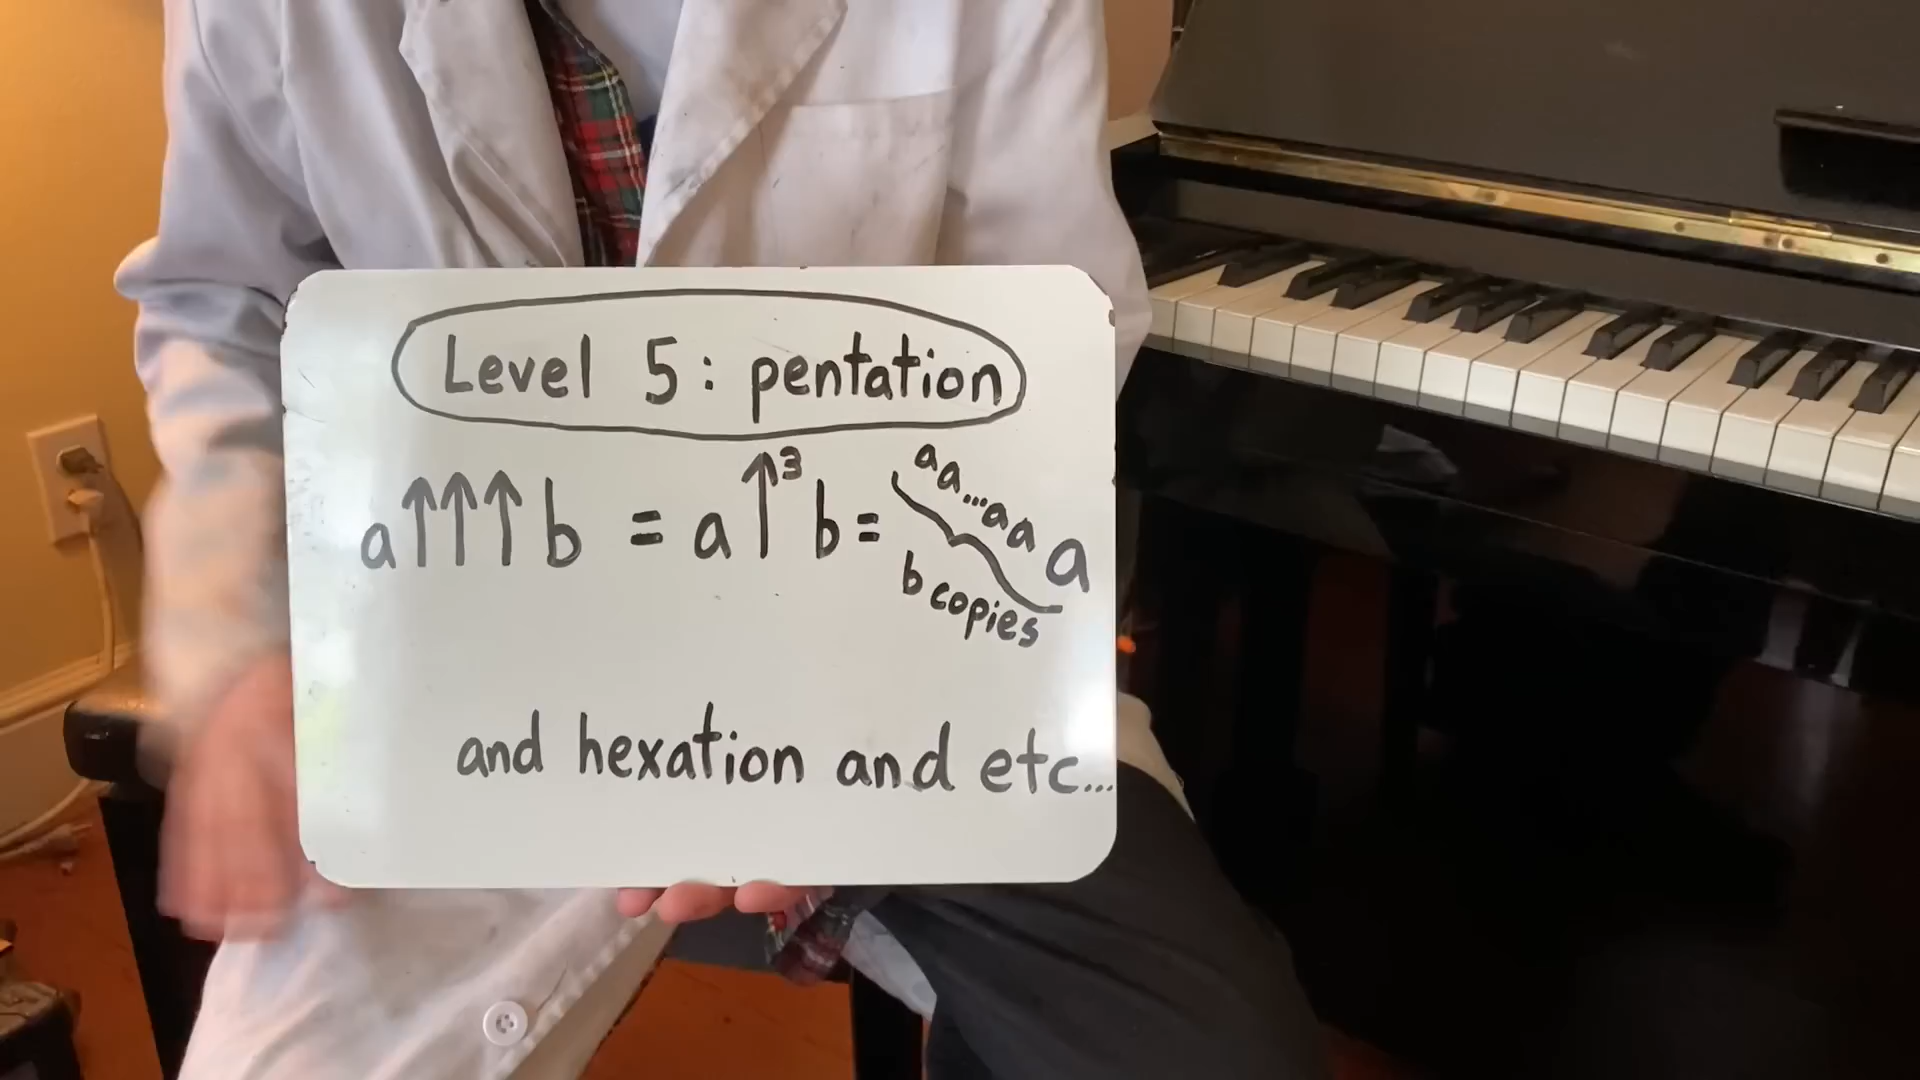 Level 5: pentation
a↑↑↑b = a↑³b = aa...aaa
b copies
and hexation and etc...